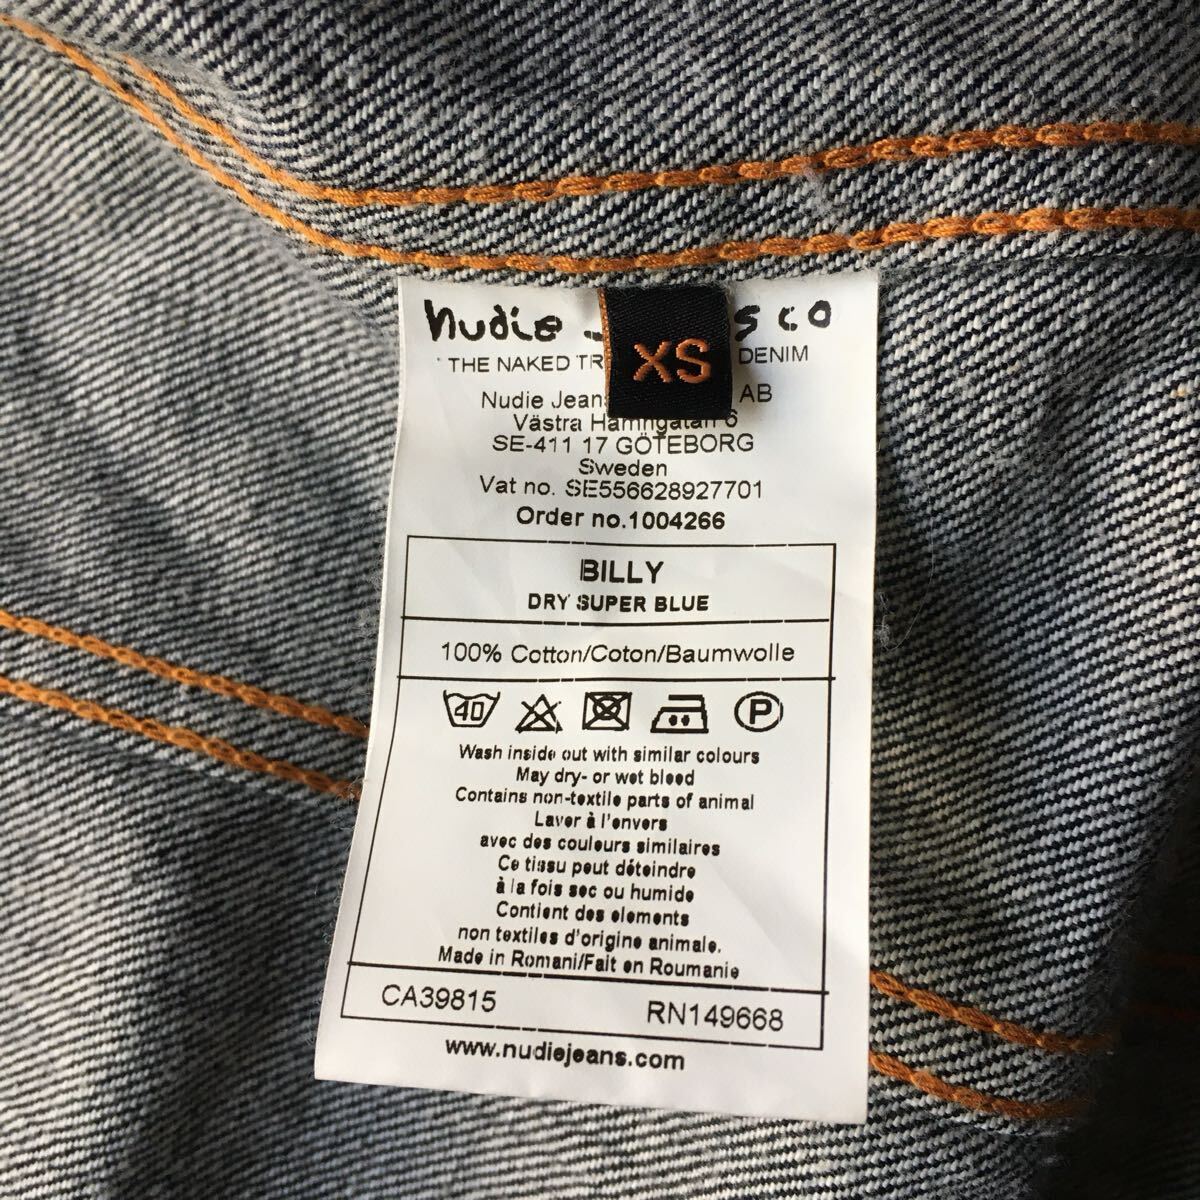 nudie s co
XS
THE NAKED DENIM
Nudie AB
Västra Hamngatan 6
SE-411 17 GÖTEBORG
Sweden
Vat no. SE556628927701
Order no.1004266
BILLY
DRY SUPER BLUE
100% Cotton/Coton/Baumwolle
40 P
Wash inside out with similar colours
May dry- or wet bleed
Contains non-textile parts of animal
Laver à l'envers
avec des couleurs similaires
Ce tissu peut déteindre
à la fois sec ou humide
Contient des elements
non textiles d'origine animale.
Made in Romani/Fait en Roumanie
CA39815 RN149668
www.nudiejeans.com